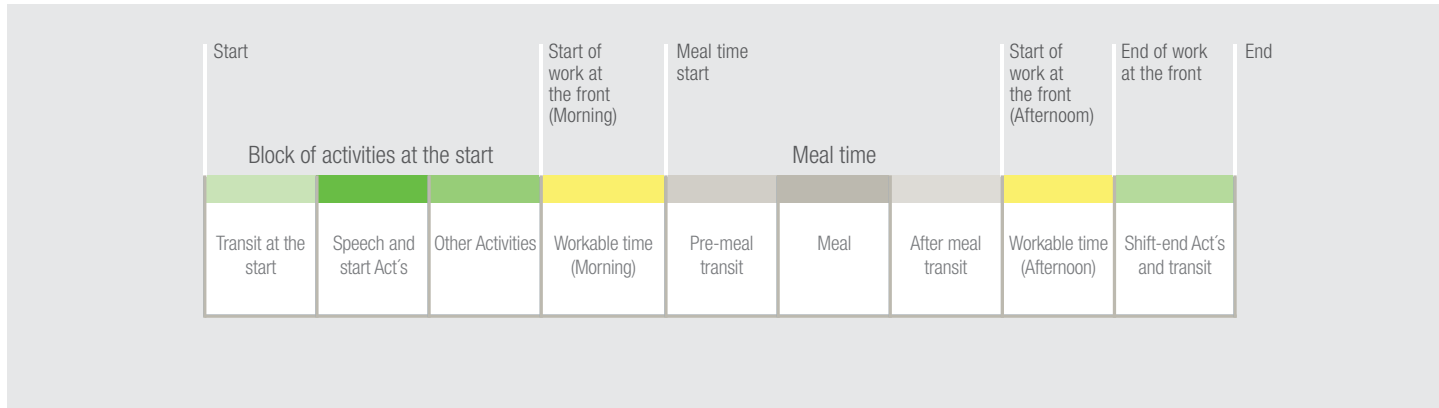 Start
Start of
work at
the front
(Morning)
Meal time
start
Start of
work at
the front
(Afternoom)
End of work
at the front
End
Block of activities at the start
Meal time
Transit at the
start
Speech and
start Act´s
Other Activities
Workable time
(Morning)
Pre-meal
transit
Meal
After meal
transit
Workable time
(Afternoon)
Shift-end Act´s
and transit